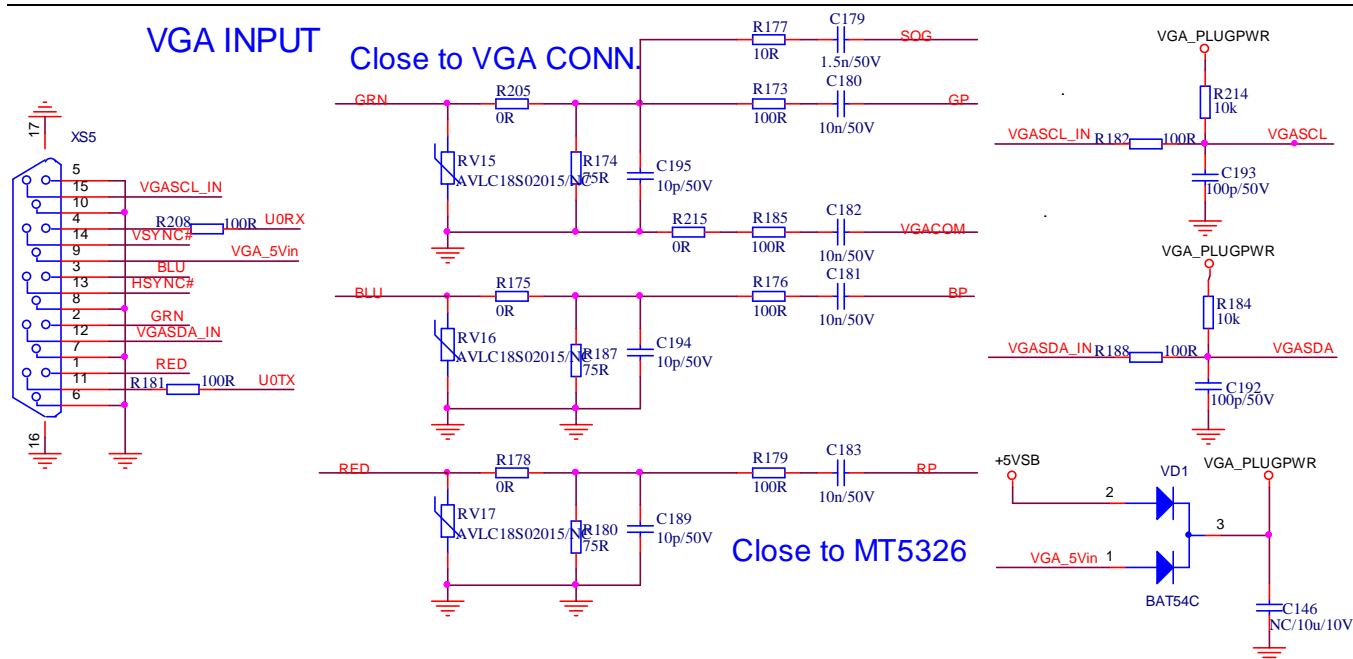 VGA INPUT
Close to VGA CONN.
17
XS5
5
15
10
4
14
9
3
13
8
2
12
7
1
11
6
16
VGASCL_IN
R208
100R
U0RX
VSYNC#
VGA_5Vin
BLU
HSYNC#
GRN
VGASDA_IN
RED
R181
100R
U0TX
GRN
R205
0R
RV15
AVLC18S02015/NC
R174
75R
C195
10p/50V
R177
10R
C179
1.5n/50V
SOG
R173
100R
C180
10n/50V
GP
R215
0R
R185
100R
C182
10n/50V
VGACOM
BLU
R175
0R
RV16
AVLC18S02015/NC
R187
75R
C194
10p/50V
R176
100R
C181
10n/50V
BP
RED
R178
0R
RV17
AVLC18S02015/NC
R180
75R
C189
10p/50V
R179
100R
C183
10n/50V
RP
Close to MT5326
VGA_PLUGPWR
R214
10k
VGASCL_IN
R182
100R
VGASCL
C193
100p/50V
VGA_PLUGPWR
R184
10k
VGASDA_IN
R188
100R
VGASDA
C192
100p/50V
+5VSB
VD1
VGA_PLUGPWR
2
3
VGA_5Vin
1
BAT54C
C146
NC/10u/10V